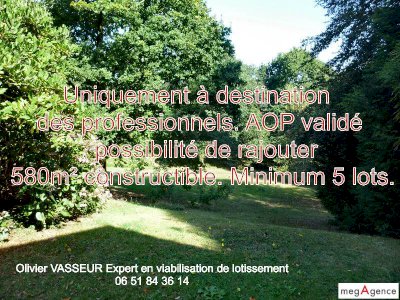 Uniquement à destination
des professionnels. AOP validé
possibilité de rajouter
580m² constructible. Minimum 5 lots.
Olivier VASSEUR Expert en viabilisation de lotissement
06 51 84 36 14
megAgence